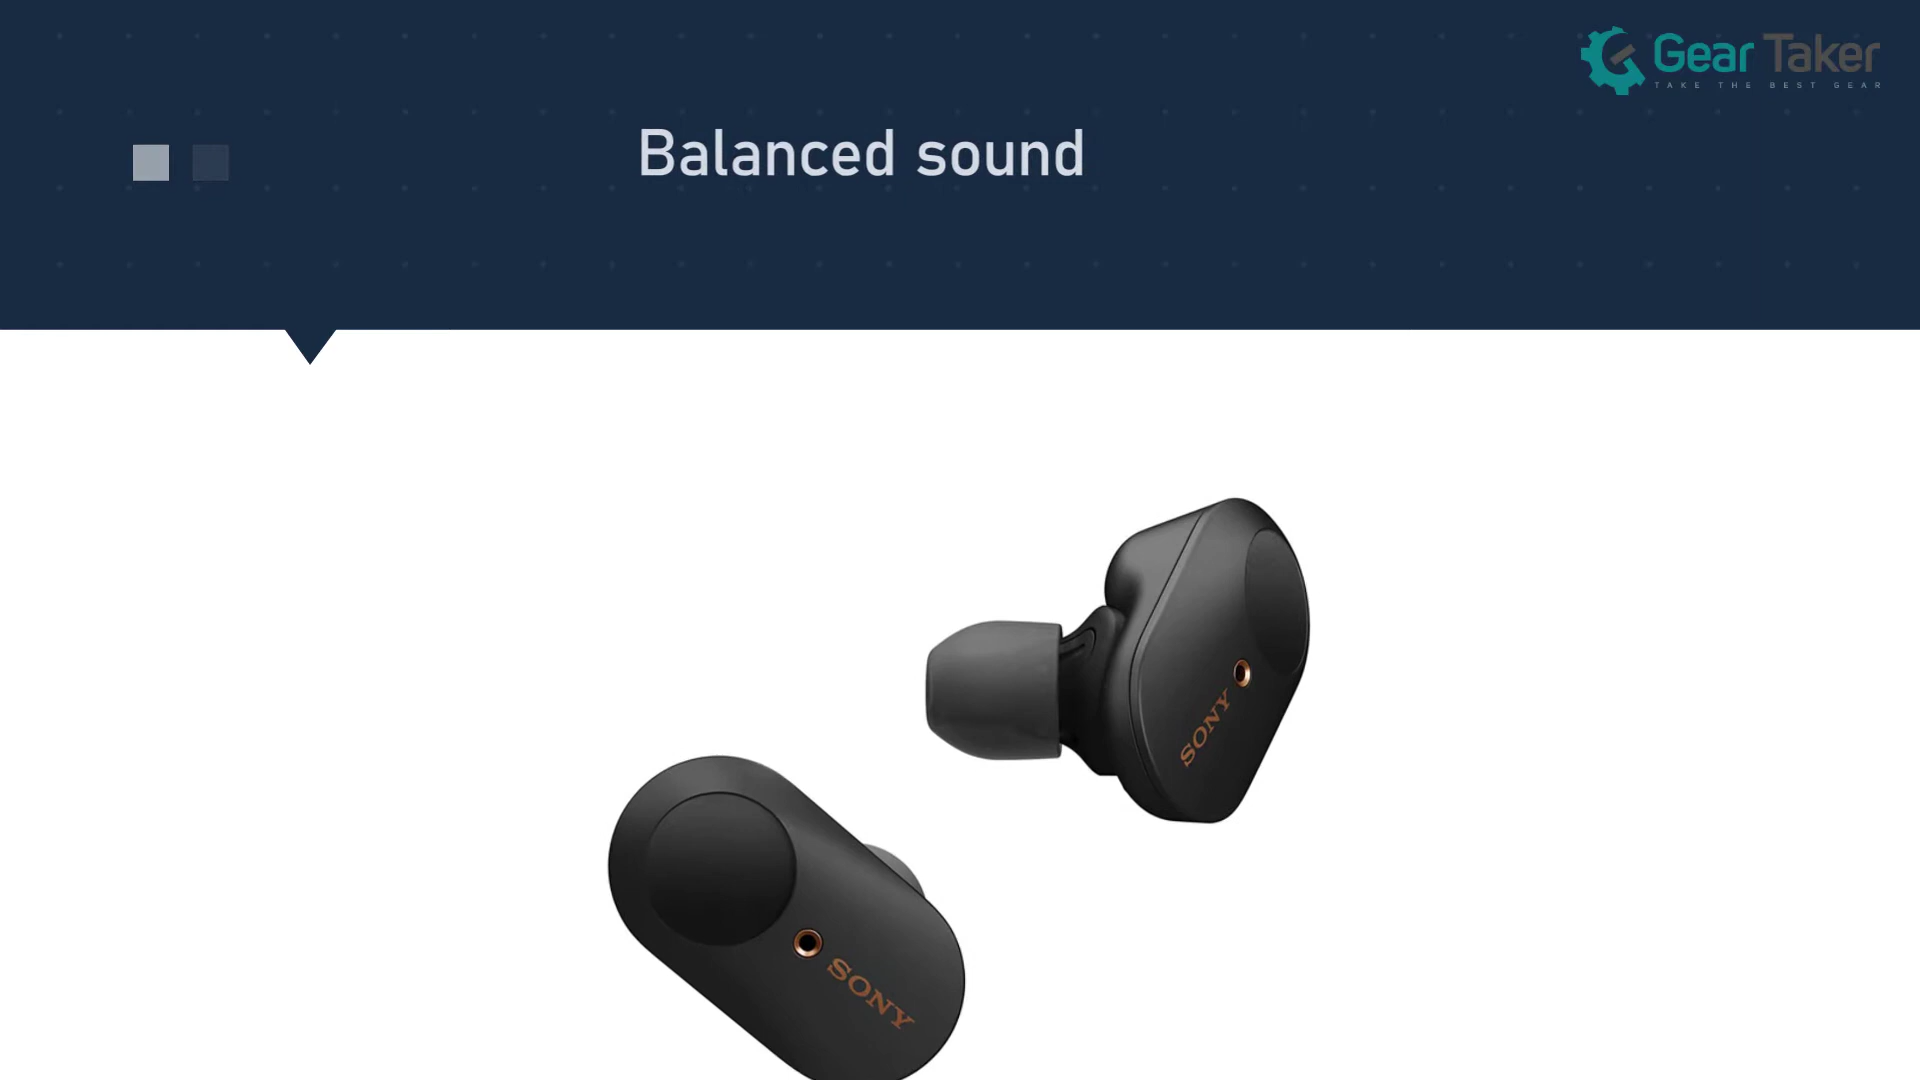 Gear Taker
TAKE THE BEST GEAR
Balanced sound
SONY
SONY